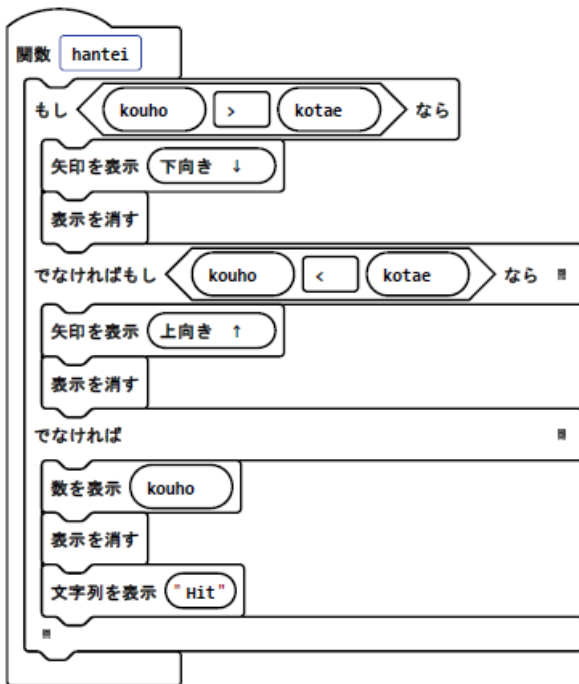 関数 hantei
もし kouho > kotae なら
矢印を表示 下向き ↓
表示を消す
でなければもし kouho < kotae なら
矢印を表示 上向き ↑
表示を消す
でなければ
数を表示 kouho
表示を消す
文字列を表示 "Hit"